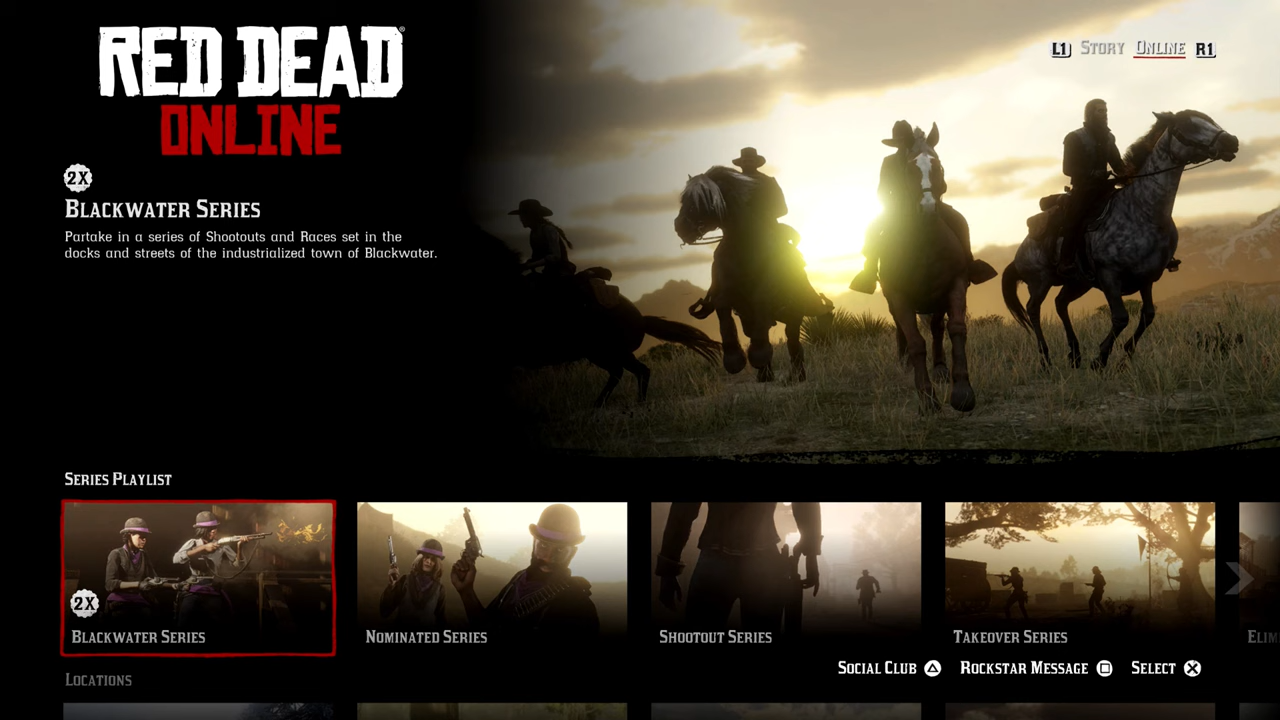 RED DEAD®
ONLINE
L1 STORY ONLINE R1
2X
BLACKWATER SERIES
Partake in a series of Shootouts and Races set in the
docks and streets of the industrialized town of Blackwater.
SERIES PLAYLIST
2X
BLACKWATER SERIES
NOMINATED SERIES
SHOOTOUT SERIES
TAKEOVER SERIES
SOCIAL CLUB
ROCKSTAR MESSAGE
SELECT
LOCATIONS